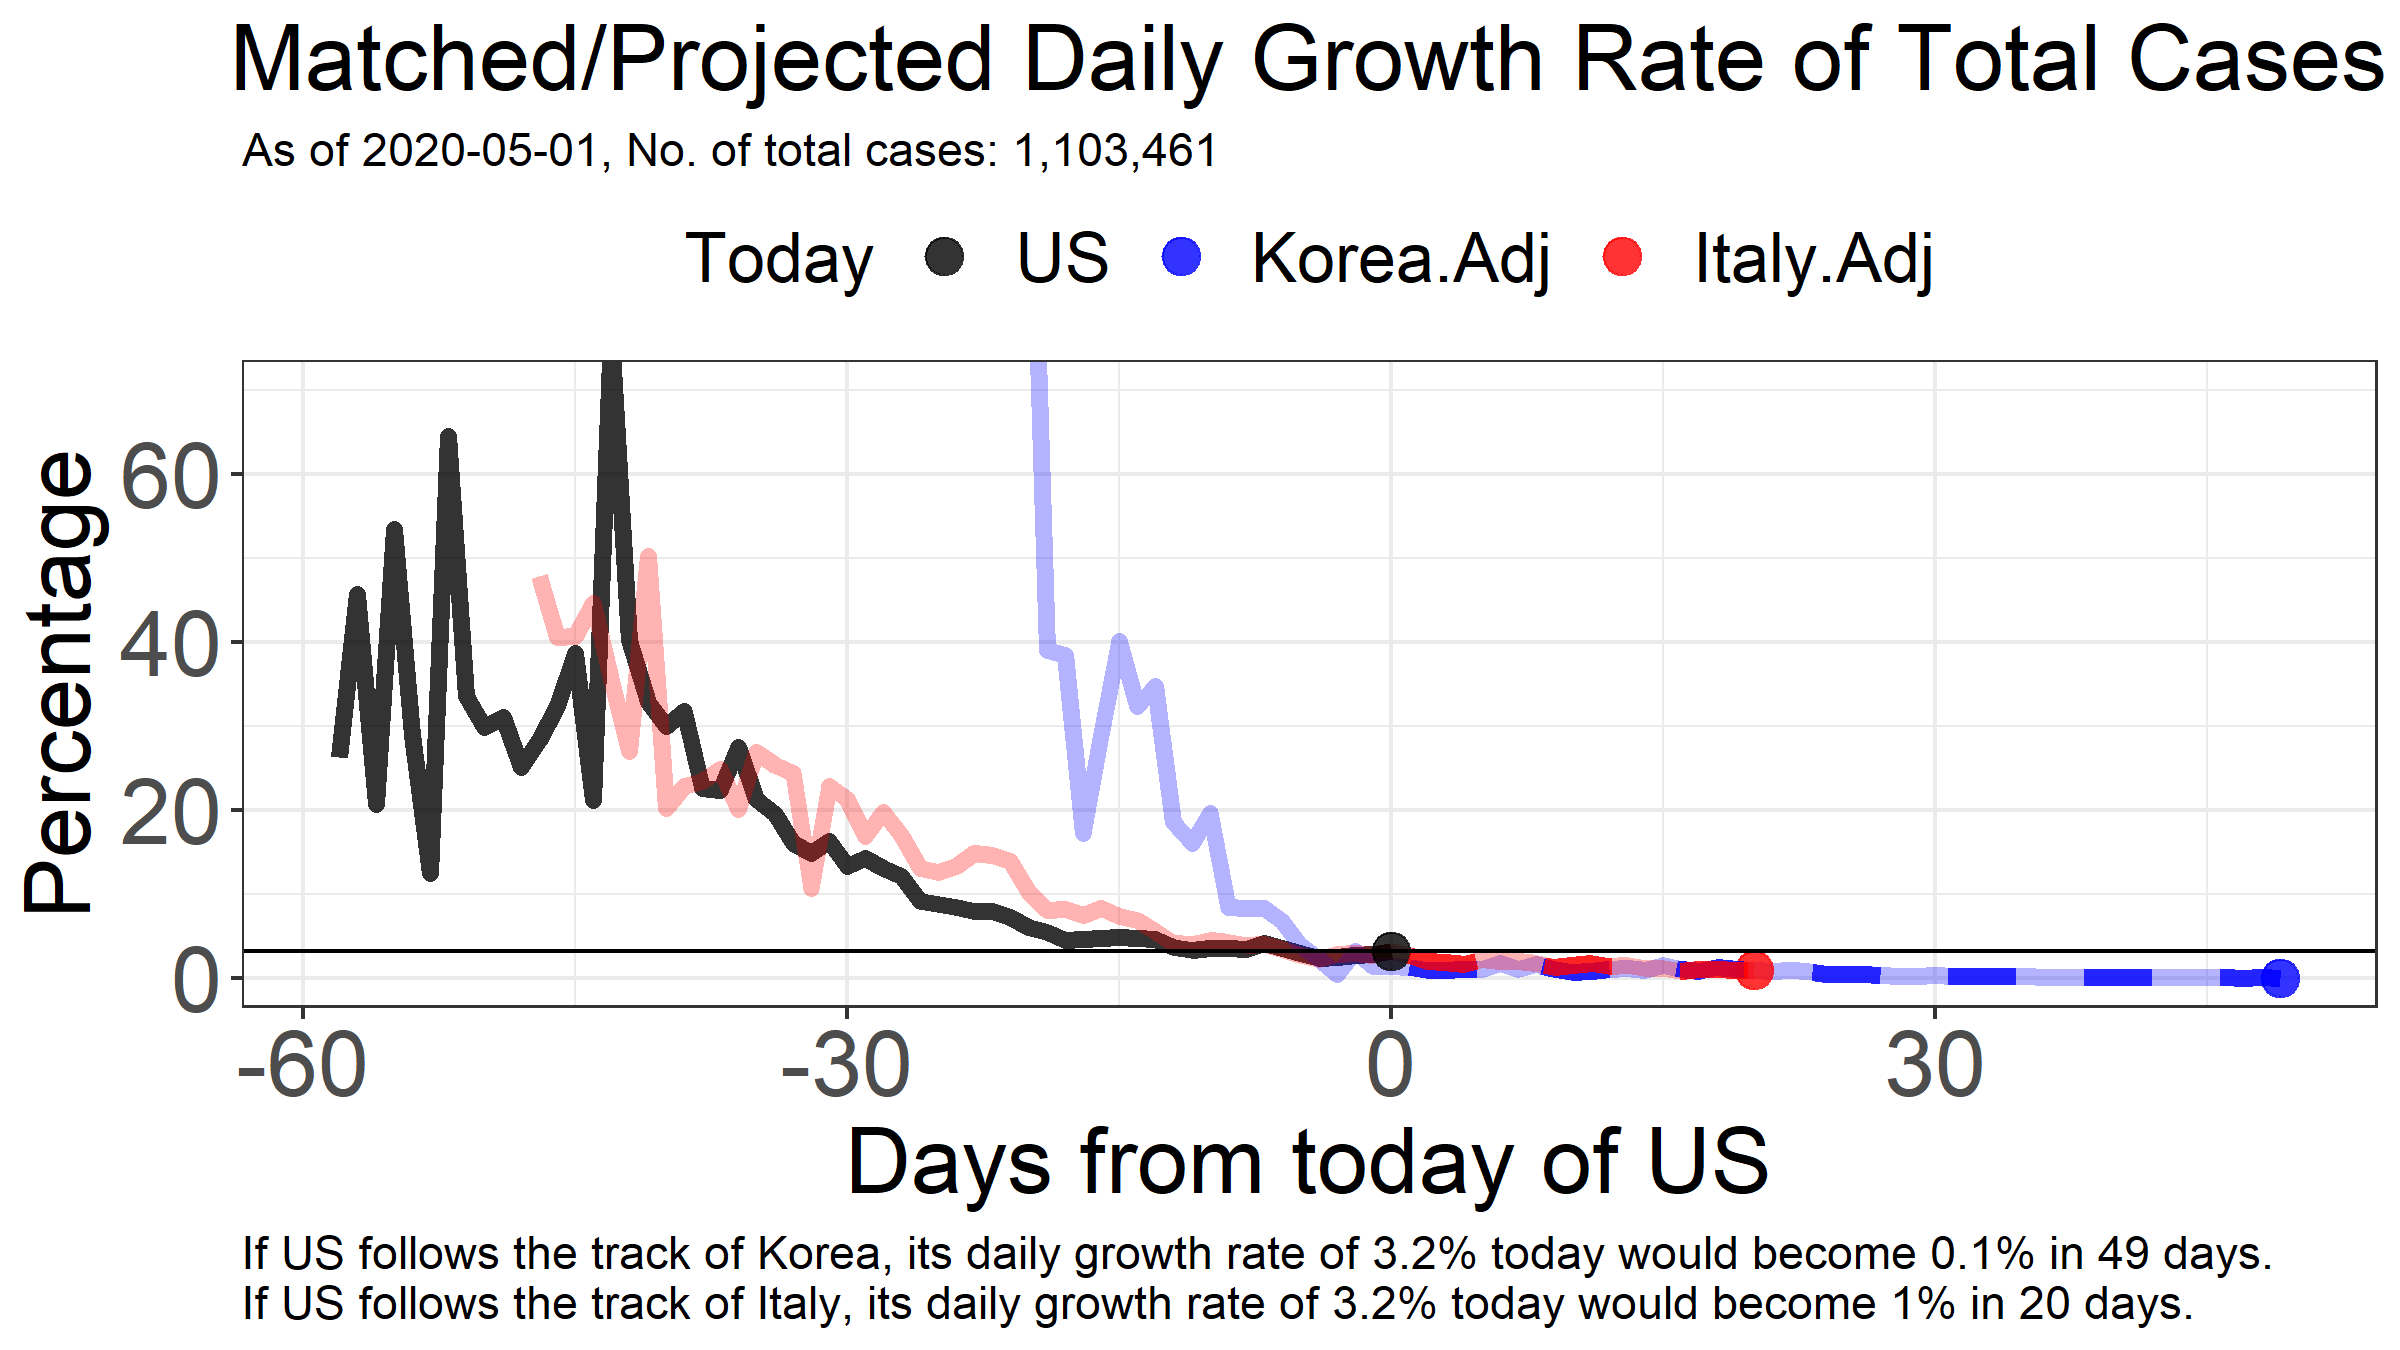 Matched/Projected Daily Growth Rate of Total Cases
As of 2020-05-01, No. of total cases: 1,103,461
Today US Korea.Adj Italy.Adj
Percentage
60
40
20
0
-60 -30 0 30
Days from today of US
If US follows the track of Korea, its daily growth rate of 3.2% today would become 0.1% in 49 days.
If US follows the track of Italy, its daily growth rate of 3.2% today would become 1% in 20 days.